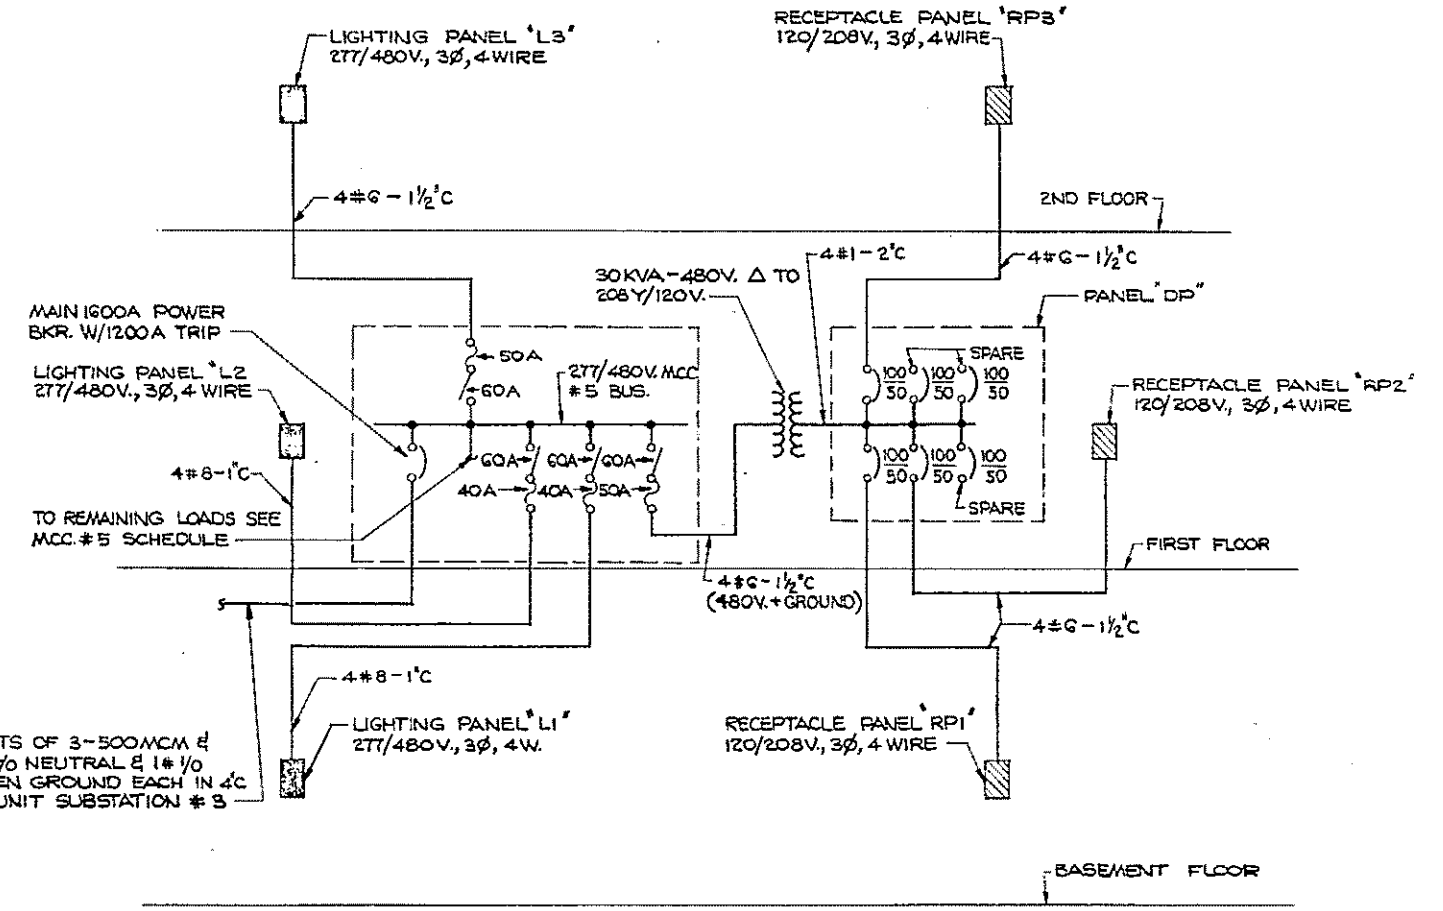 LIGHTING PANEL "L3"
277/480V., 3Ø, 4 WIRE
RECEPTACLE PANEL "RP3"
120/208V., 3Ø, 4 WIRE
4#6-1½"C
2ND FLOOR
4#1-2"C
4#6-1½"C
30 KVA-480V. Δ TO
208Y/120V.
PANEL "DP"
MAIN 1600A POWER
BKR. W/1200A TRIP
50A
60A
277/480V. MCC
#5 BUS.
SPARE
100/50 100/50 100/50
LIGHTING PANEL "L2
277/480V., 3Ø, 4 WIRE
RECEPTACLE PANEL "RP2"
120/208V., 3Ø, 4 WIRE
4#8-1"C
60A 60A 60A
40A 40A 50A
100/50 100/50 100/50
SPARE
TO REMAINING LOADS SEE
MCC. #5 SCHEDULE
FIRST FLOOR
4#6-1½"C
(480V.+GROUND)
4#6-1½"C
4#8-1"C
LIGHTING PANEL "L1"
277/480V., 3Ø, 4W.
RECEPTACLE PANEL "RP1"
120/208V., 3Ø, 4 WIRE
TS OF 3-500MCM &
/0 NEUTRAL & 1#1/0
EN GROUND EACH IN 4"C
UNIT SUBSTATION #3
BASEMENT FLOOR